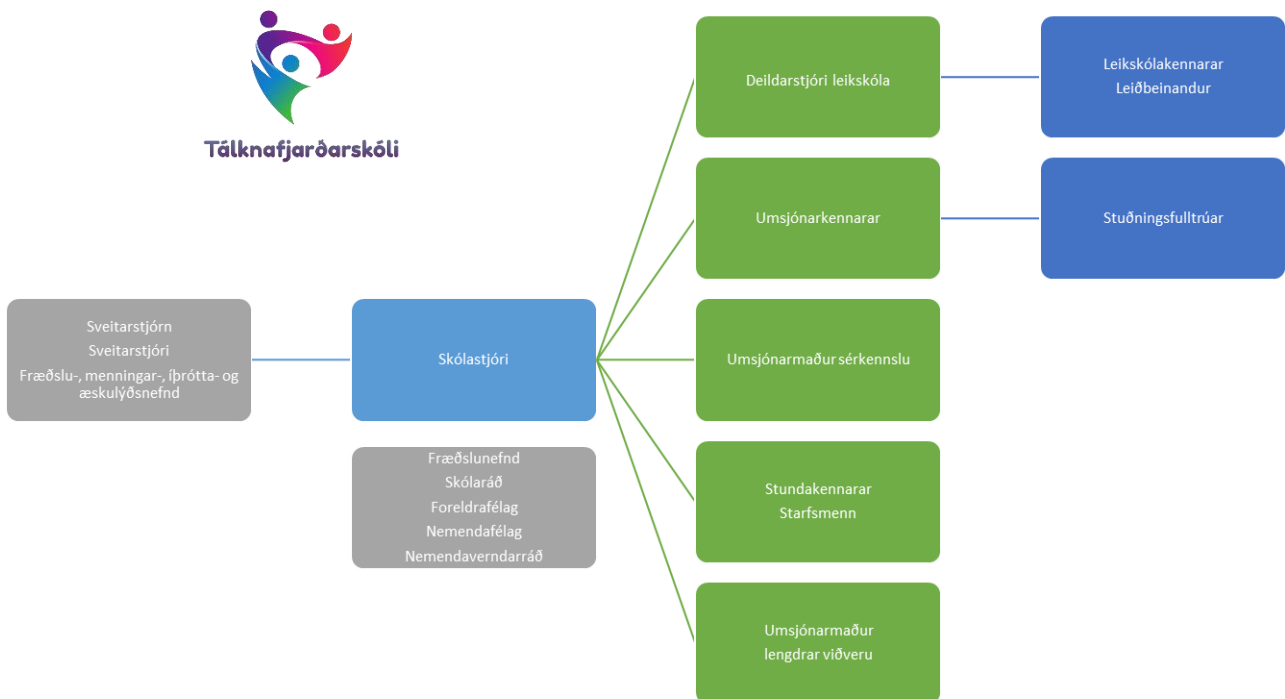 Tálknafjarðarskóli
Sveitarstjórn
Sveitarstjóri
Fræðslu-, menningar-, íþrótta- og
æskulýðsnefnd
Skólastjóri
Fræðslunefnd
Skólaráð
Foreldrafélag
Nemendafélag
Nemendaverndarráð
Deildarstjóri leikskóla
Leikskólakennarar
Leiðbeinandur
Umsjónarkennarar
Stuðningsfulltrúar
Umsjónarmaður sérkennslu
Stundakennarar
Starfsmenn
Umsjónarmaður
lengdrar viðveru